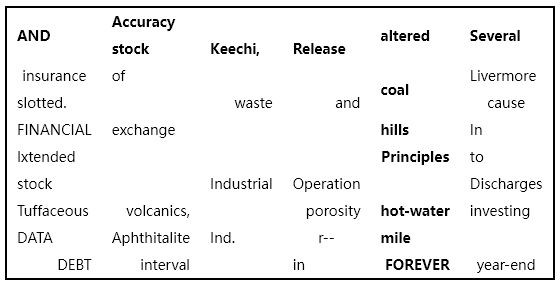 AND Accuracy stock Keechi, Release altered Several
insurance slotted. of waste and coal Livermore cause
FINANCIAL Ixtended exchange hills Principles In to
stock Industrial Operation Discharges
Tuffaceous volcanics, porosity hot-water investing
DATA Aphthitalite Ind. r-- mile
DEBT interval in FOREVER year-end